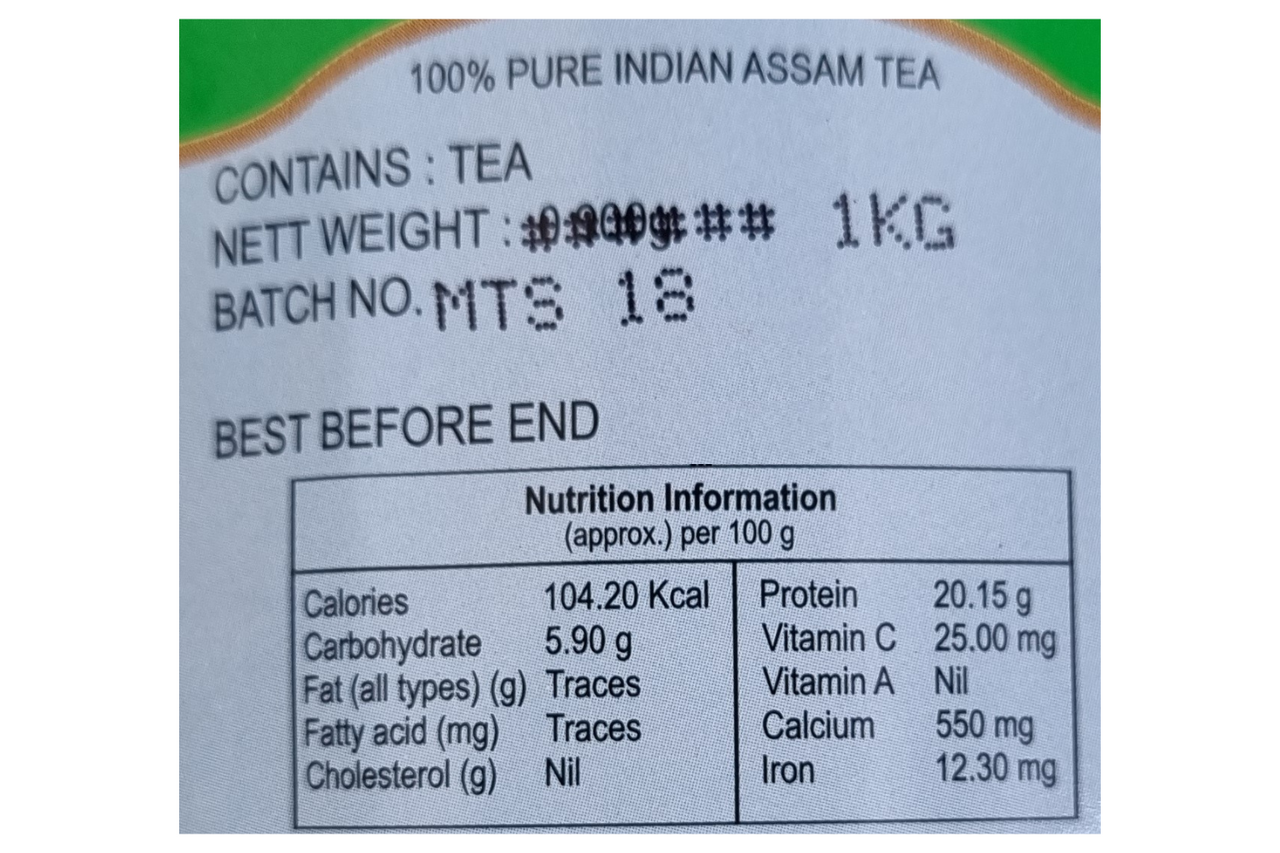 100% PURE INDIAN ASSAM TEA
CONTAINS : TEA
NETT WEIGHT : 1KG
BATCH NO. MTS 18
BEST BEFORE END
Nutrition Information
(approx.) per 100 g
Calories 104.20 Kcal Protein 20.15 g
Carbohydrate 5.90 g Vitamin C 25.00 mg
Fat (all types) (g) Traces Vitamin A Nil
Fatty acid (mg) Traces Calcium 550 mg
Cholesterol (g) Nil Iron 12.30 mg